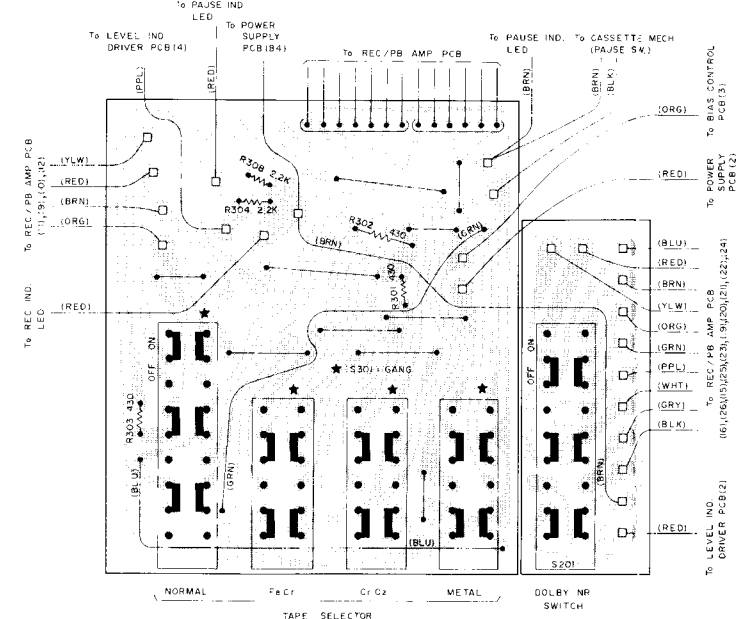 To PAUSE IND
LED
To LEVEL IND
DRIVER PCB(4)
To POWER
SUPPLY
PCB(84)
To REC/PB AMP PCB
To PAUSE IND.
LED
To CASSETTE MECH
(PAUSE SW.)
(PPL)
(RED)
(BRN)
(BRN)
(BLK)
(ORG)
To BIAS CONTROL
PCB(3)
(RED)
To POWER
SUPPLY
PCB(2)
To REC/PB AMP PCB
(11),(9),(10),(12)
(YLW)
(RED)
(BRN)
(ORG)
To REC IND.
LED
(RED)
R308 2.2K
R304 2.2K
R302 430
R301 430
(BRN)
(GRN)
★ (S301) GANG
OFF ON
R303 430
(BLU)
(GRN)
(BLU)
OFF ON
(BRN)
S201
(BLU)
(RED)
(BRN)
(YLW)
(ORG)
(GRN)
(PPL)
(WHT)
(GRY)
(BLK)
(RED)
To REC/PB AMP PCB
(16),(26),(15),(25),(23),(19),(20),(21),(22),(24)
To LEVEL IND.
DRIVER PCB(2)
NORMAL
FeCr
CrO2
METAL
TAPE SELECTOR
DOLBY NR
SWITCH